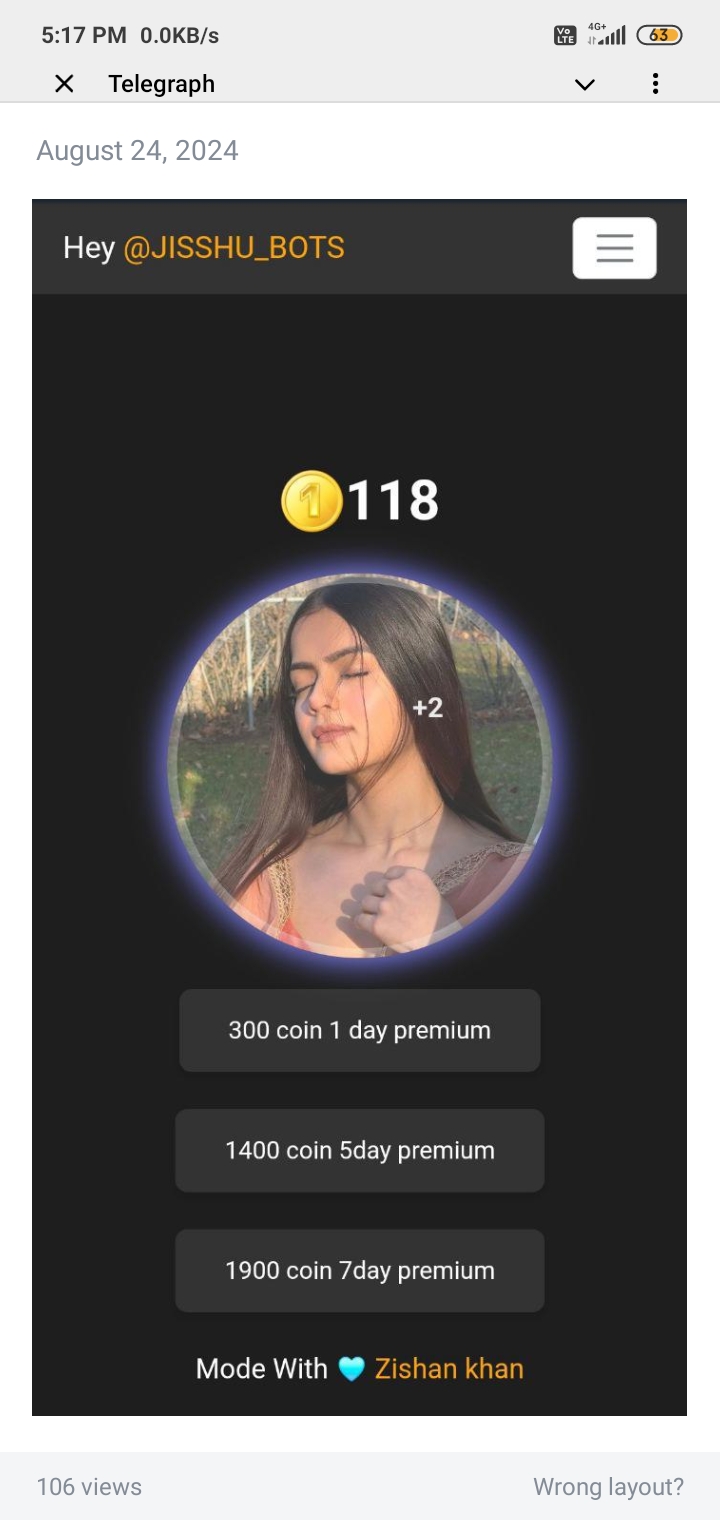 5:17 PM 0.0KB/s
Vo LTE 4G+ 63
Telegraph
August 24, 2024
Hey @JISSHU_BOTS
1 118
+2
300 coin 1 day premium
1400 coin 5day premium
1900 coin 7day premium
Mode With 🩵 Zishan khan
106 views Wrong layout?